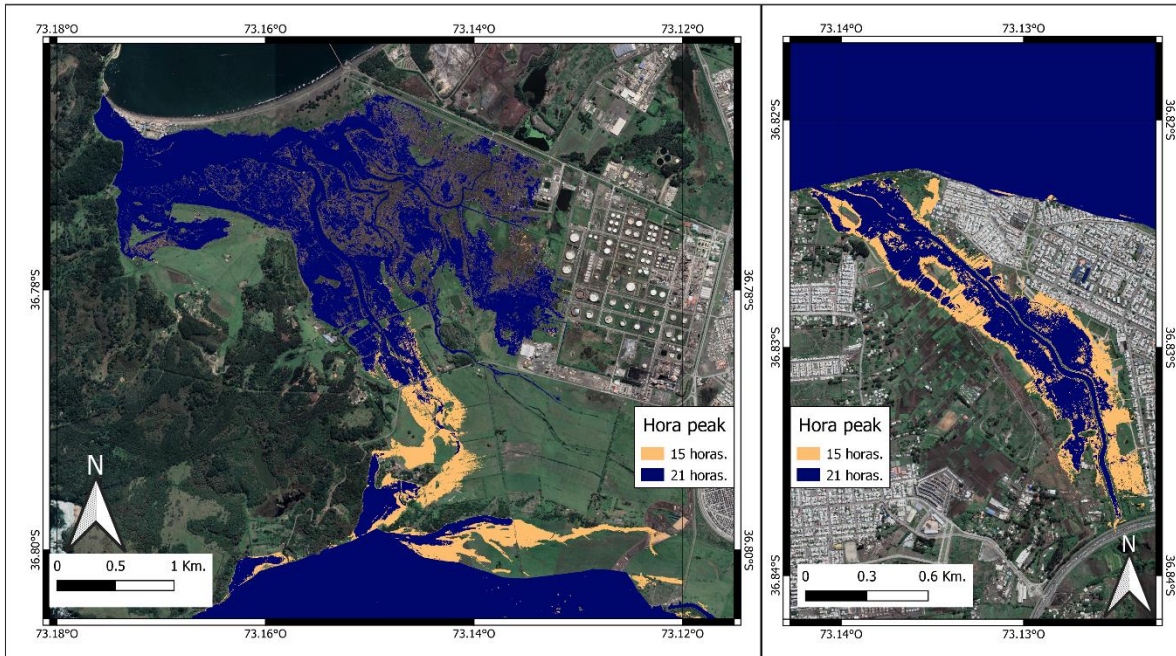 73.18°O 73.16°O 73.14°O 73.12°O
36.78°S 36.78°S
36.80°S 36.80°S
Hora peak
15 horas.
21 horas.
N
0 0.5 1 Km.
73.18°O 73.16°O 73.14°O 73.12°O
73.14°O 73.13°O
36.82°S 36.82°S
36.83°S 36.83°S
36.84°S 36.84°S
Hora peak
15 horas.
21 horas.
N
0 0.3 0.6 Km.
73.14°O 73.13°O